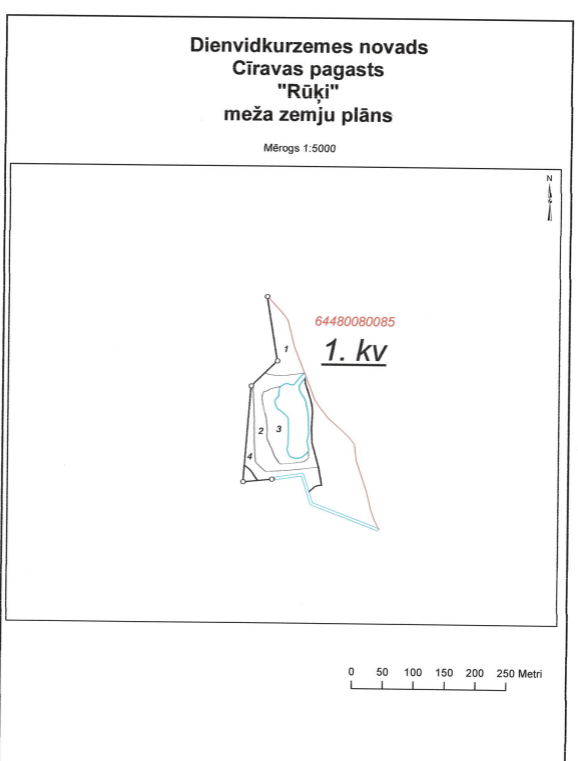 Dienvidkurzemes novads
Cīravas pagasts
"Rūķi"
meža zemju plāns
Mērogs 1:5000
N
64480080085
1. kv
1
2
3
4
0 50 100 150 200 250 Metri